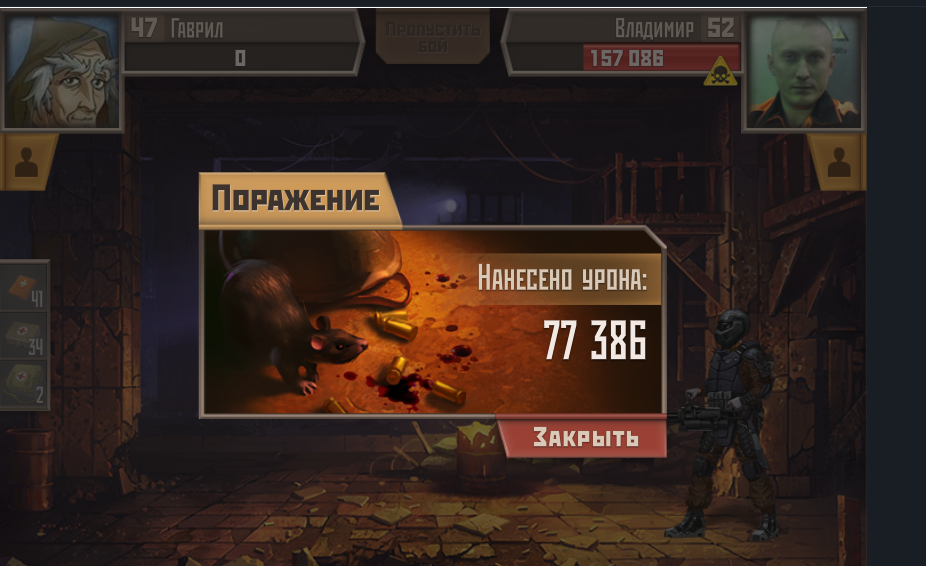 47 Гаврил
0
Пропустить
бой
Владимир 52
157 086
Поражение
Нанесено урона:
77 386
41
34
2
Закрыть